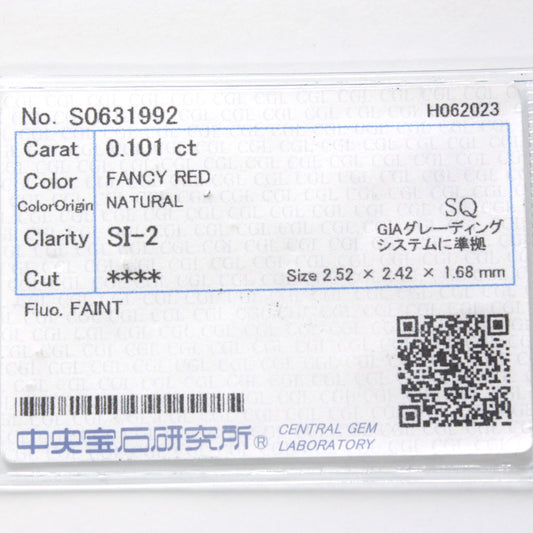 No. S0631992 H062023
Carat 0.101 ct
Color FANCY RED
ColorOrigin NATURAL
Clarity SI-2
SQ
GIAグレーディング
システムに準拠
Cut **** Size 2.52 × 2.42 × 1.68 mm
Fluo. FAINT
中央宝石研究所® CENTRAL GEM
LABORATORY
CGL